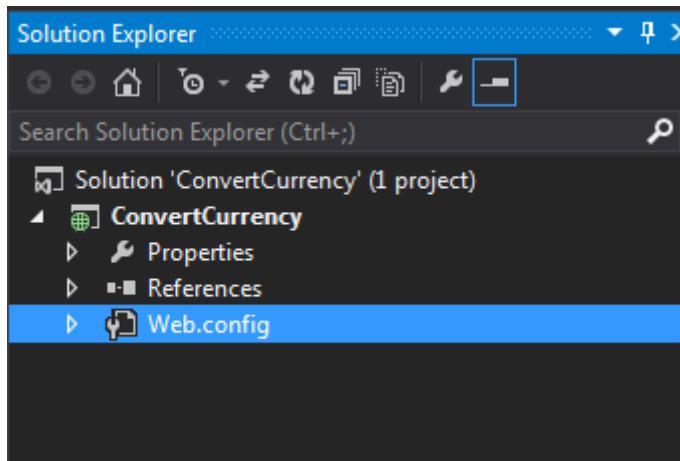 Solution Explorer
Search Solution Explorer (Ctrl+;)
Solution 'ConvertCurrency' (1 project)
ConvertCurrency
Properties
References
Web.config